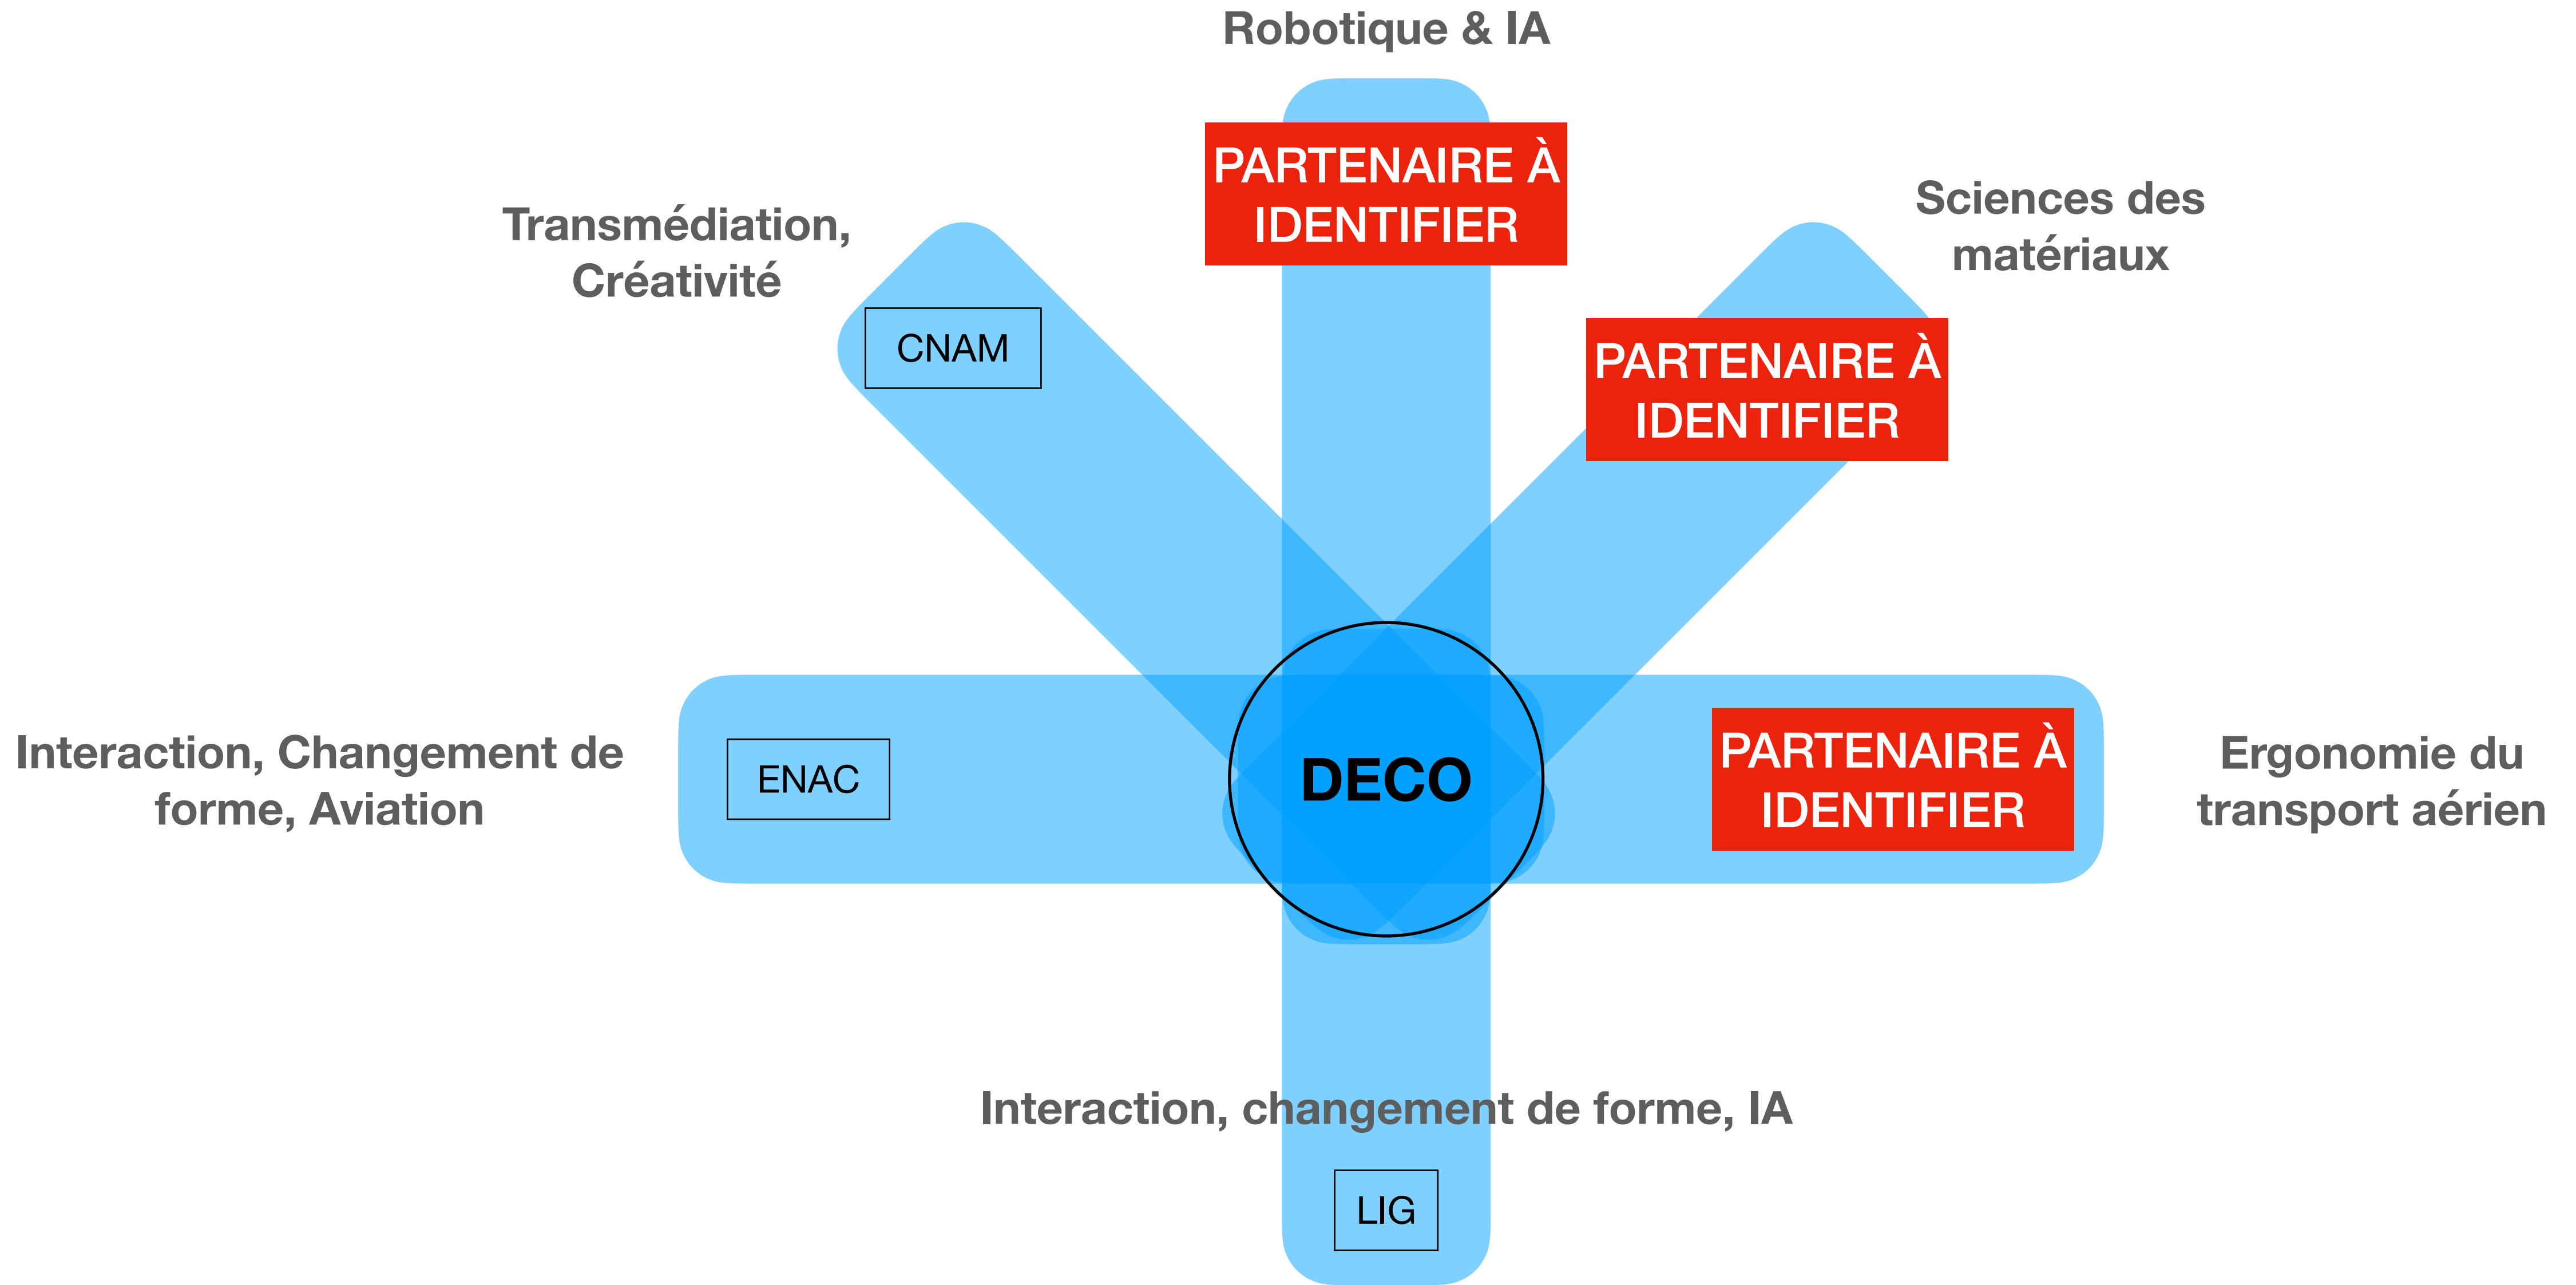 Robotique & IA
PARTENAIRE À
IDENTIFIER
Transmédiation,
Créativité
CNAM
Sciences des
matériaux
PARTENAIRE À
IDENTIFIER
Interaction, Changement de
forme, Aviation
ENAC
DECO
PARTENAIRE À
IDENTIFIER
Ergonomie du
transport aérien
Interaction, changement de forme, IA
LIG